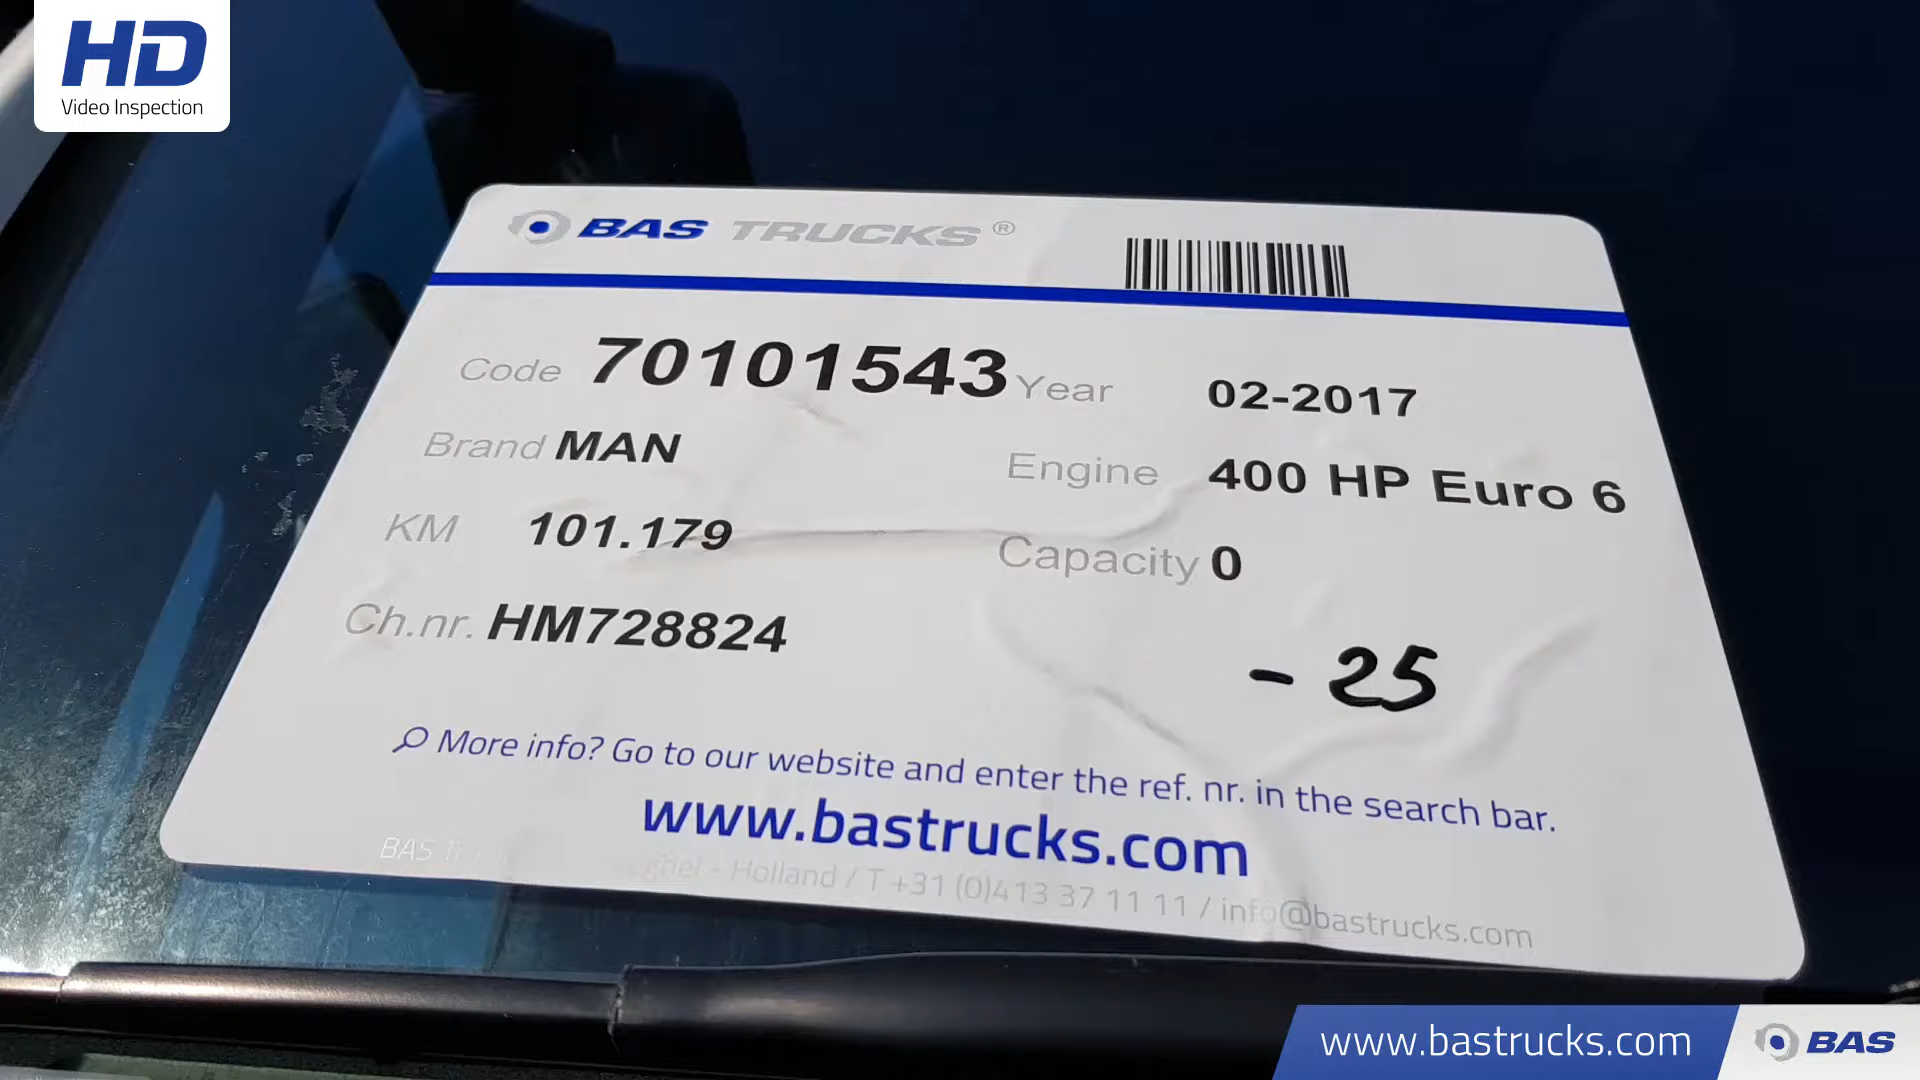 HD
Video Inspection
BAS TRUCKS®
Code 70101543 Year 02-2017
Brand MAN Engine 400 HP Euro 6
KM 101.179 Capacity 0
Ch.nr. HM728824
- 25
More info? Go to our website and enter the ref. nr. in the search bar.
www.bastrucks.com
BAS - Holland / T +31 (0)413 37 11 11 / info@bastrucks.com
www.bastrucks.com BAS